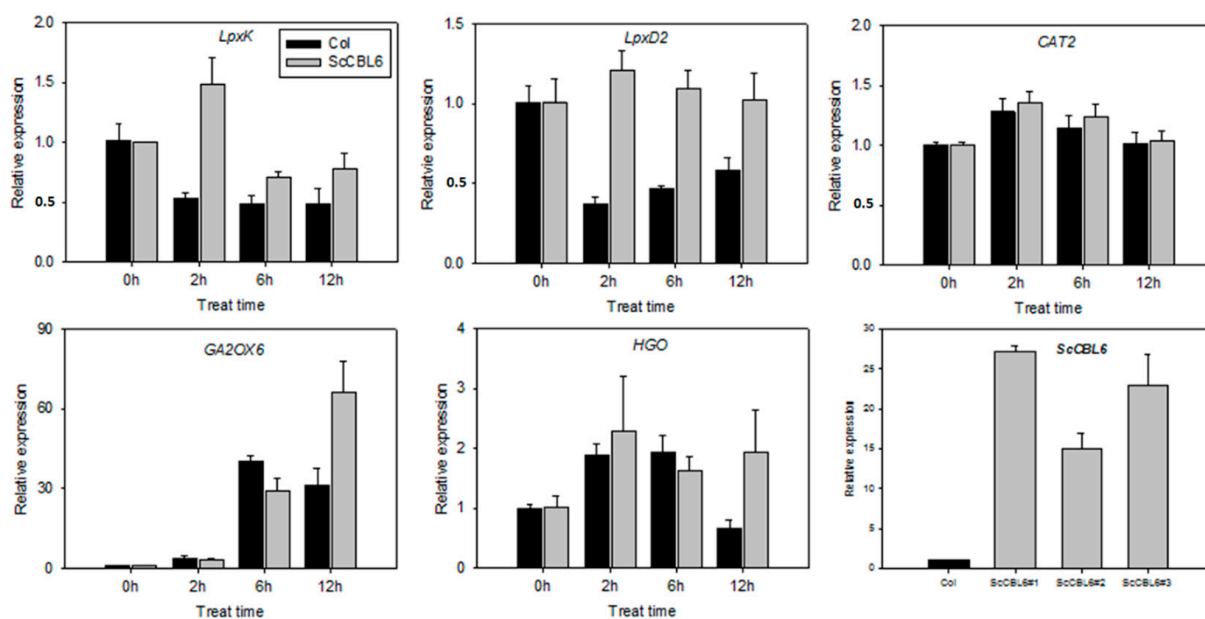 LpxK
Col
ScCBL6
Relative expression
2.0
1.5
1.0
0.5
0.0
0h
2h
6h
12h
Treat time
LpxD2
Relatvie expression
1.5
1.0
0.5
0.0
0h
2h
6h
12h
Treat time
CAT2
Relative expression
2.0
1.5
1.0
0.5
0.0
0h
2h
6h
12h
Treat time
GA2OX6
Relative expression
90
60
30
0
0h
2h
6h
12h
Treat time
HGO
Relative expression
4
3
2
1
0
0h
2h
6h
12h
Treat time
ScCBL6
Relative expression
30
25
20
15
10
5
0
Col
ScCBL6#1
ScCBL6#2
ScCBL6#3